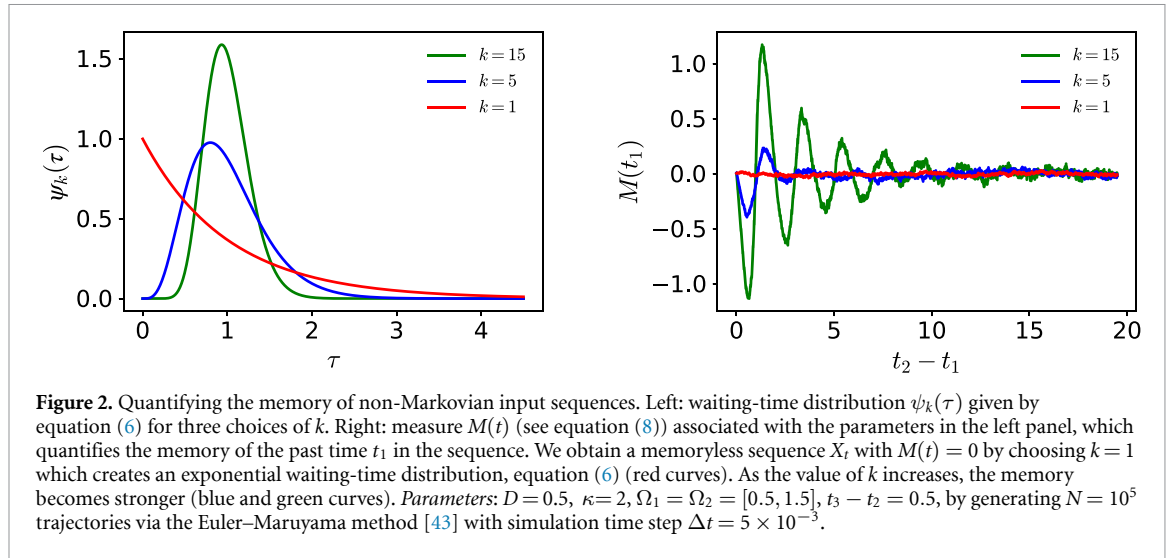 1.5
1.0
0.5
0.0
ψₖ(τ)
k = 15
k = 5
k = 1
0 1 2 3 4
τ
1.0
0.5
0.0
−0.5
−1.0
M(t₁)
k = 15
k = 5
k = 1
0 5 10 15 20
t₂ − t₁
Figure 2. Quantifying the memory of non-Markovian input sequences. Left: waiting-time distribution ψₖ(τ) given by
equation (6) for three choices of k. Right: measure M(t) (see equation (8)) associated with the parameters in the left panel, which
quantifies the memory of the past time t₁ in the sequence. We obtain a memoryless sequence Xₜ with M(t) = 0 by choosing k = 1
which creates an exponential waiting-time distribution, equation (6) (red curves). As the value of k increases, the memory
becomes stronger (blue and green curves). Parameters: D = 0.5, κ = 2, Ω₁ = Ω₂ = [0.5, 1.5], t₃ − t₂ = 0.5, by generating N = 10⁵
trajectories via the Euler–Maruyama method [43] with simulation time step Δt = 5 × 10⁻³.